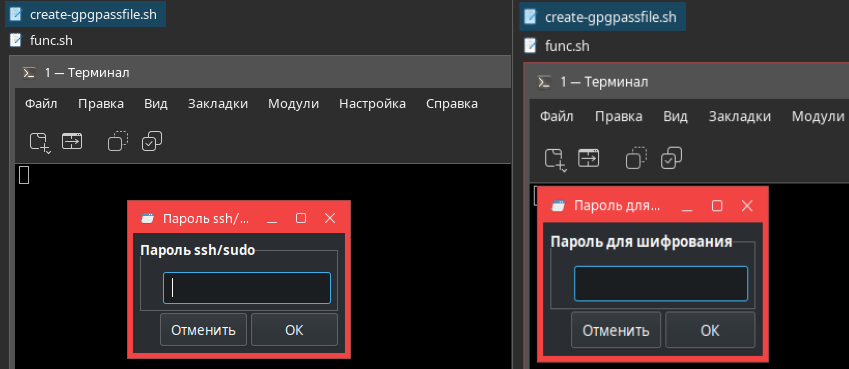 create-gpgpassfile.sh
func.sh
1 — Терминал
Файл Правка Вид Закладки Модули Настройка Справка
Пароль ssh/...
Пароль ssh/sudo
Отменить ОК
create-gpgpassfile.sh
func.sh
1 — Терминал
Файл Правка Вид Закладки Модули
Пароль для...
Пароль для шифрования
Отменить ОК